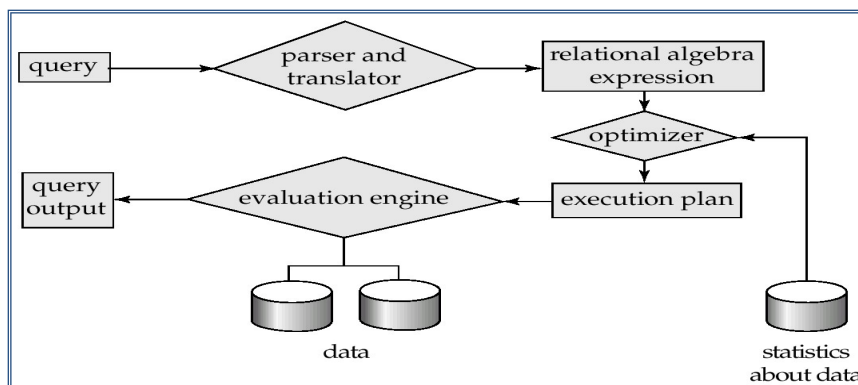 query
parser and
translator
relational algebra
expression
optimizer
query
output
evaluation engine
execution plan
data
statistics
about data